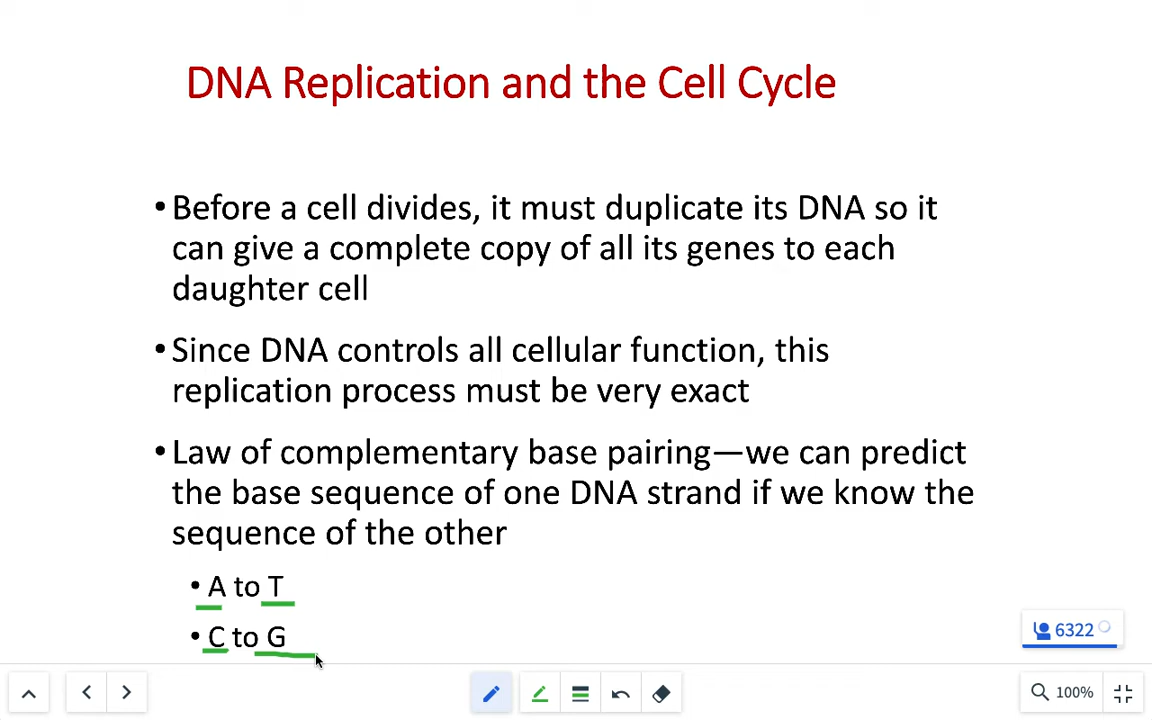 DNA Replication and the Cell Cycle
•Before a cell divides, it must duplicate its DNA so it
can give a complete copy of all its genes to each
daughter cell
•Since DNA controls all cellular function, this
replication process must be very exact
•Law of complementary base pairing—we can predict
the base sequence of one DNA strand if we know the
sequence of the other
• A to T
• C to G
6322
100%